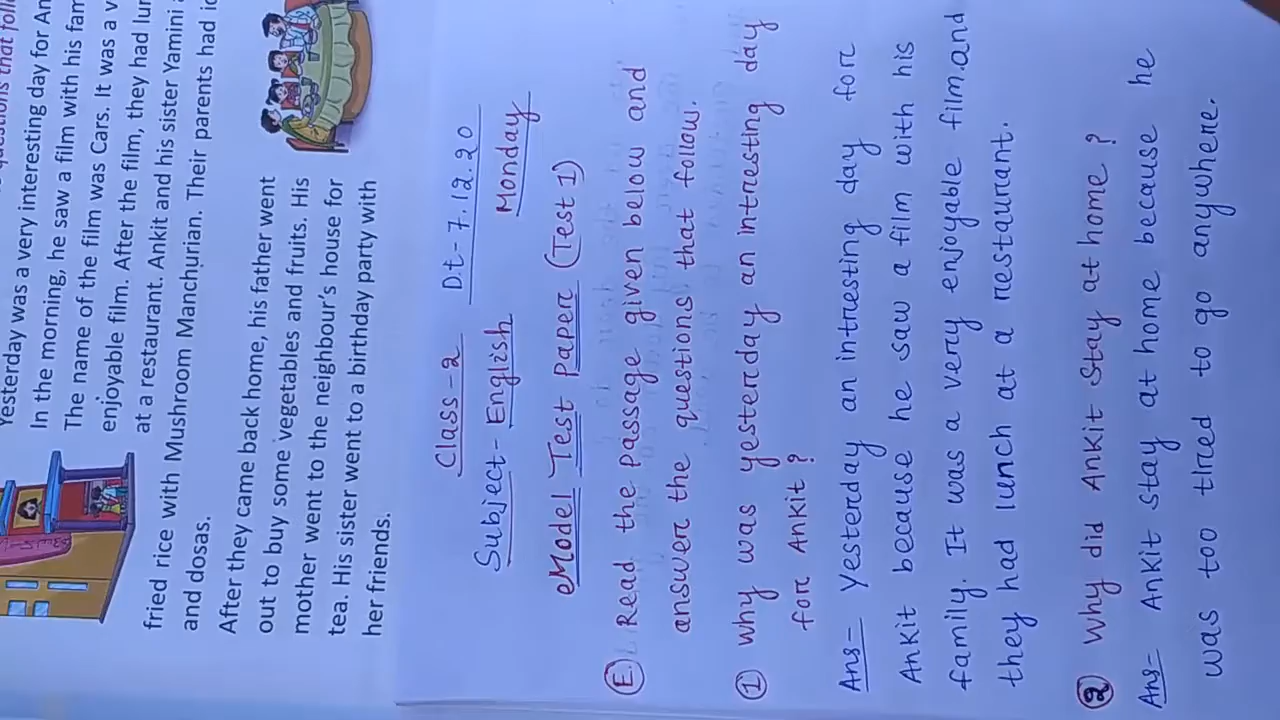 questions that foll
Yesterday was a very interesting day for An
In the morning, he saw a film with his fam
The name of the film was Cars. It was a v
enjoyable film. After the film, they had lun
at a restaurant. Ankit and his sister Yamini
fried rice with Mushroom Manchurian. Their parents had id
and dosas.
After they came back home, his father went
out to buy some vegetables and fruits. His
mother went to the neighbour's house for
tea. His sister went to a birthday party with
her friends.
Class-2 Dt-7.12.20
Subject-English Monday
Model Test paper (Test 1)
E. Read the passage given below and
answer the questions that follow.
1 why was yesterday an intresting day
for Ankit?
Ans= Yesterday an intresting day for
Ankit because he saw a film with his
family. It was a very enjoyable film.and
they had lunch at a restaurant.
2 Why did Ankit stay at home?
Ans= Ankit stay at home because he
was too tired to go anywhere.